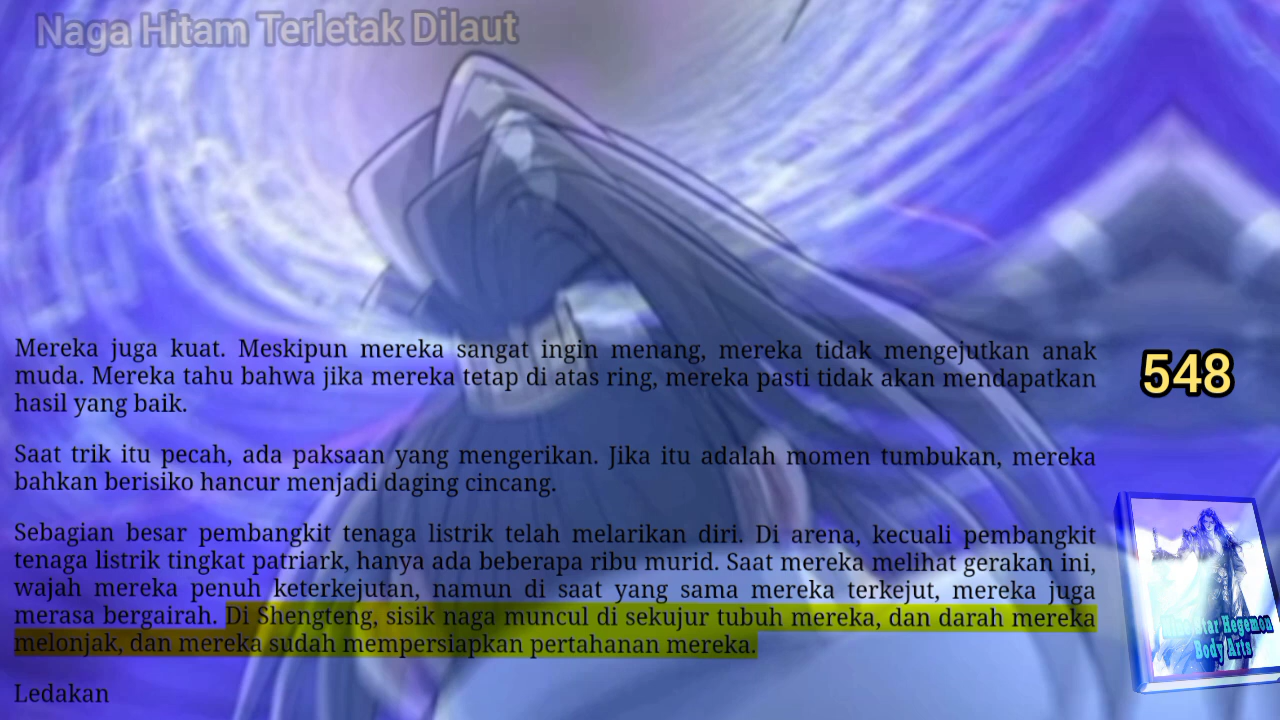 Naga Hitam Terletak Dilaut
Mereka juga kuat. Meskipun mereka sangat ingin menang, mereka tidak mengejutkan anak
muda. Mereka tahu bahwa jika mereka tetap di atas ring, mereka pasti tidak akan mendapatkan
hasil yang baik.
548
Saat trik itu pecah, ada paksaan yang mengerikan. Jika itu adalah momen tumbukan, mereka
bahkan berisiko hancur menjadi daging cincang.
Sebagian besar pembangkit tenaga listrik telah melarikan diri. Di arena, kecuali pembangkit
tenaga listrik tingkat patriark, hanya ada beberapa ribu murid. Saat mereka melihat gerakan ini,
wajah mereka penuh keterkejutan, namun di saat yang sama mereka terkejut, mereka juga
merasa bergairah. Di Shengteng, sisik naga muncul di sekujur tubuh mereka, dan darah mereka
melonjak, dan mereka sudah mempersiapkan pertahanan mereka.
Ledakan
Nine Star Hegemon
Body Arts